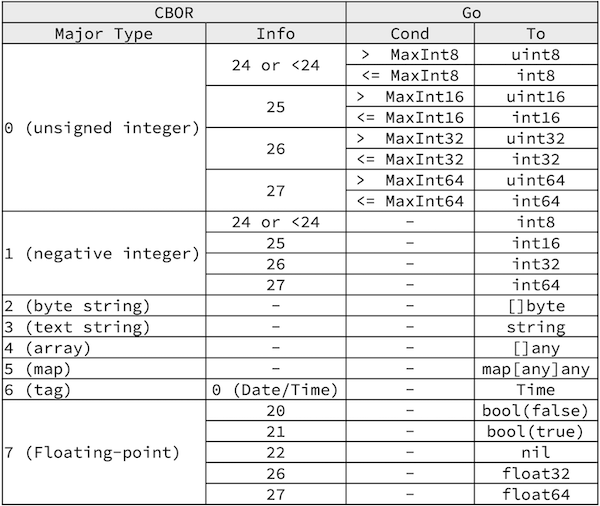 CBOR Go
Major Type Info Cond To
0 (unsigned integer) 24 or <24 > MaxInt8 uint8
<= MaxInt8 int8
25 > MaxInt16 uint16
<= MaxInt16 int16
26 > MaxInt32 uint32
<= MaxInt32 int32
27 > MaxInt64 uint64
<= MaxInt64 int64
1 (negative integer) 24 or <24 - int8
25 - int16
26 - int32
27 - int64
2 (byte string) - - []byte
3 (text string) - - string
4 (array) - - []any
5 (map) - - map[any]any
6 (tag) 0 (Date/Time) - Time
7 (Floating-point) 20 - bool(false)
21 - bool(true)
22 - nil
26 - float32
27 - float64